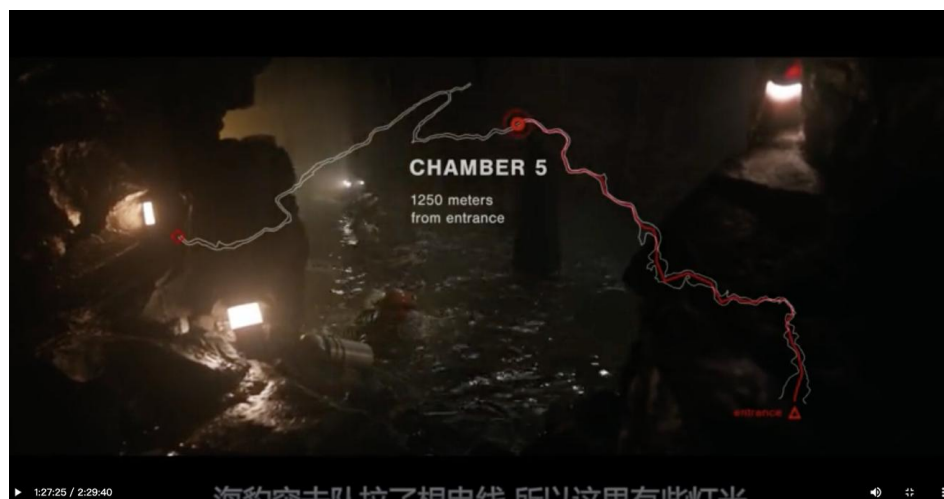 CHAMBER 5
1250 meters
from entrance
entrance
1:27:25 / 2:29:40
海豹突击队拉了根电线 所以这里有些灯光